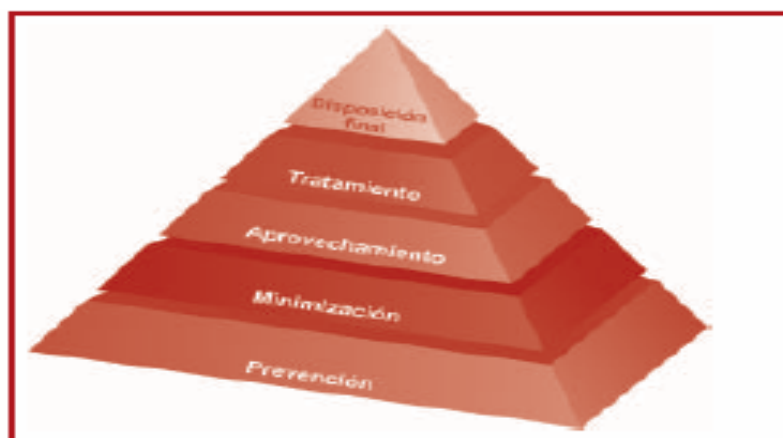 Disposición
final
Tratamiento
Aprovechamiento
Minimización
Prevención